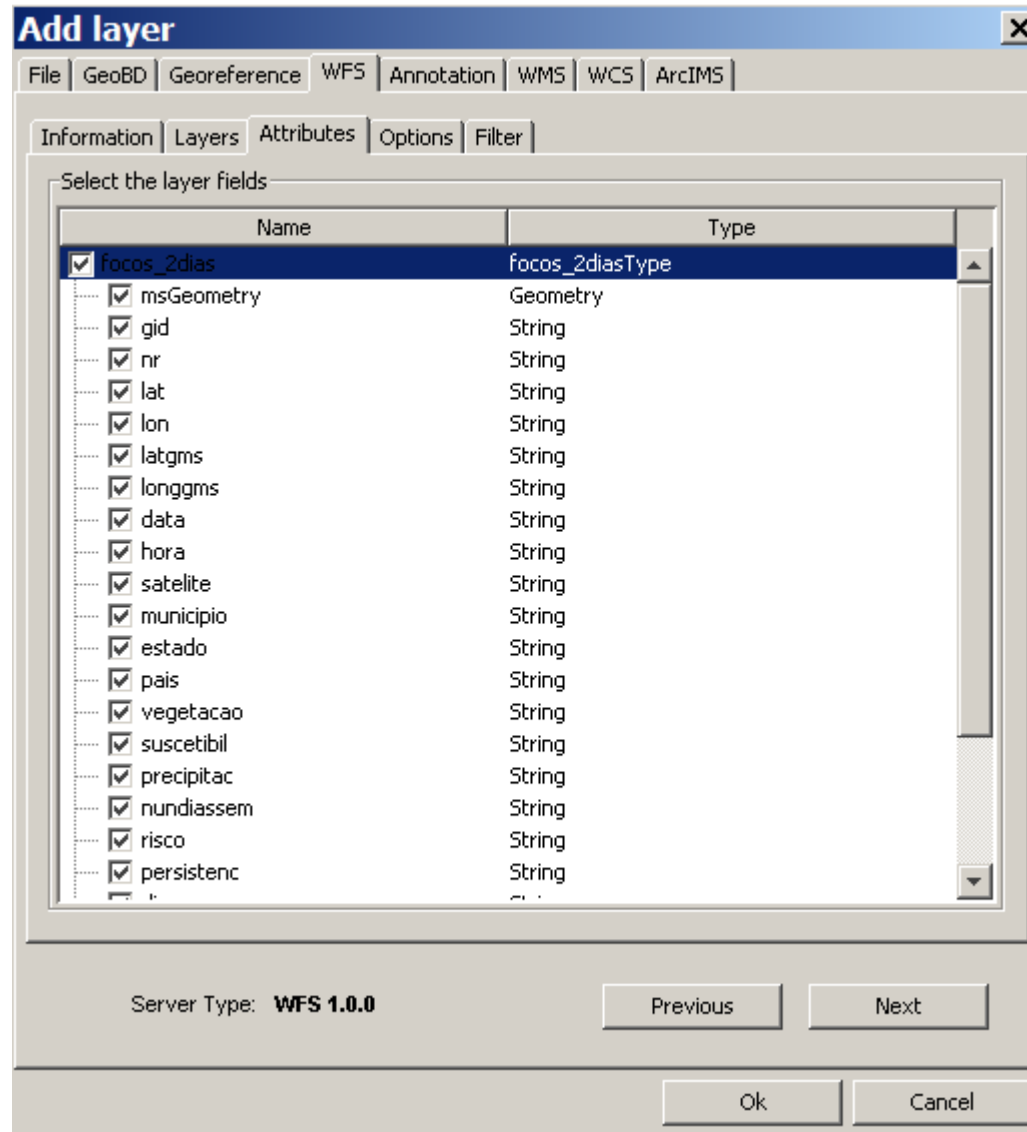 Add layer
File GeoBD Georeference WFS Annotation WMS WCS ArcIMS
Information Layers Attributes Options Filter
Select the layer fields
Name Type
focos_2dias focos_2diasType
msGeometry Geometry
gid String
nr String
lat String
lon String
latgms String
longgms String
data String
hora String
satelite String
municipio String
estado String
pais String
vegetacao String
suscetibil String
precipitac String
nundiassem String
risco String
persistenc String
Server Type: WFS 1.0.0 Previous Next
Ok Cancel